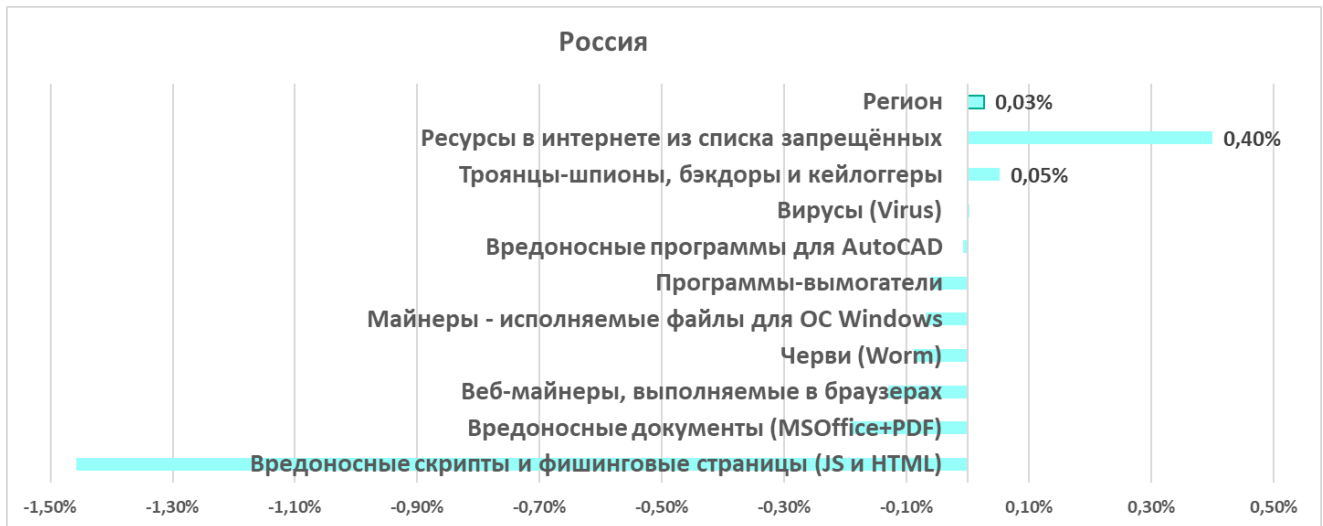 Россия
Регион 0,03%
Ресурсы в интернете из списка запрещённых 0,40%
Троянцы-шпионы, бэкдоры и кейлоггеры 0,05%
Вирусы (Virus)
Вредоносные программы для AutoCAD
Программы-вымогатели
Майнеры - исполняемые файлы для ОС Windows
Черви (Worm)
Веб-майнеры, выполняемые в браузерах
Вредоносные документы (MSOffice+PDF)
Вредоносные скрипты и фишинговые страницы (JS и HTML)
-1,50% -1,30% -1,10% -0,90% -0,70% -0,50% -0,30% -0,10% 0,10% 0,30% 0,50%